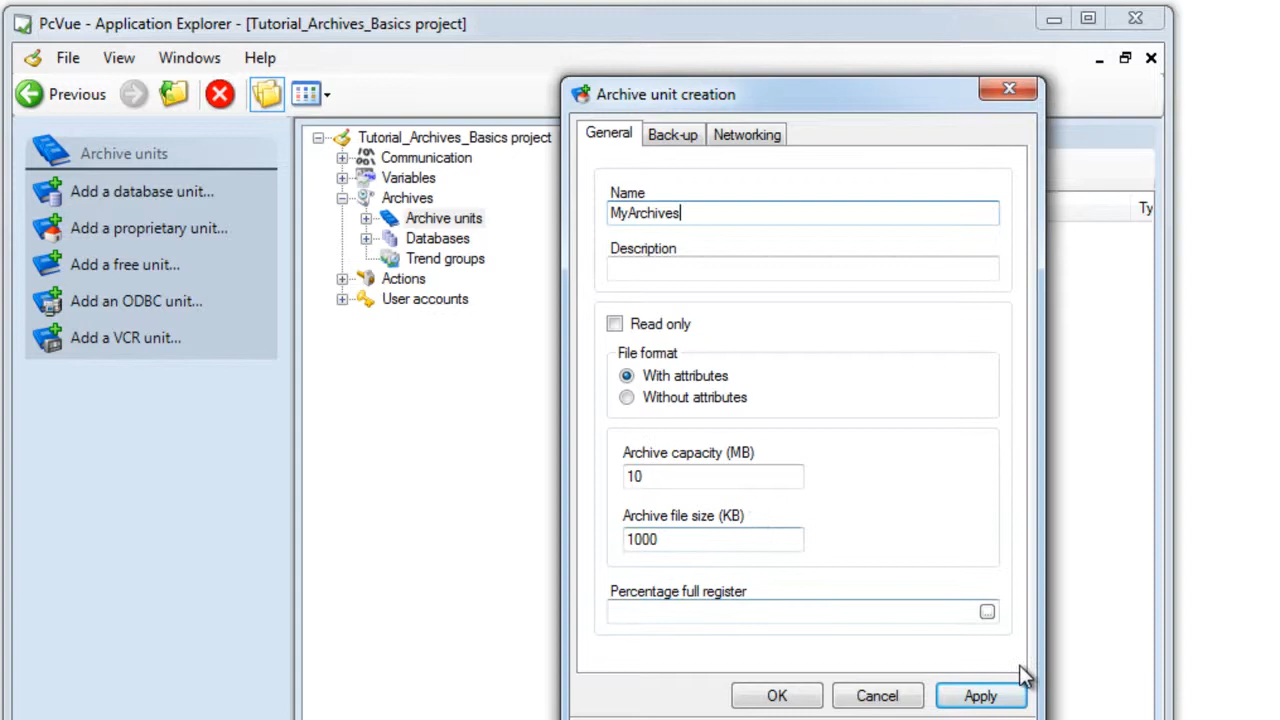 PcVue - Application Explorer - [Tutorial_Archives_Basics project]
File View Windows Help
Previous
Archive units
Add a database unit...
Add a proprietary unit...
Add a free unit...
Add an ODBC unit...
Add a VCR unit...
Tutorial_Archives_Basics project
Communication
Variables
Archives
Archive units
Databases
Trend groups
Actions
User accounts
Ty
Archive unit creation
General Back-up Networking
Name
MyArchives
Description
Read only
File format
With attributes
Without attributes
Archive capacity (MB)
10
Archive file size (KB)
1000
Percentage full register
...
OK Cancel Apply